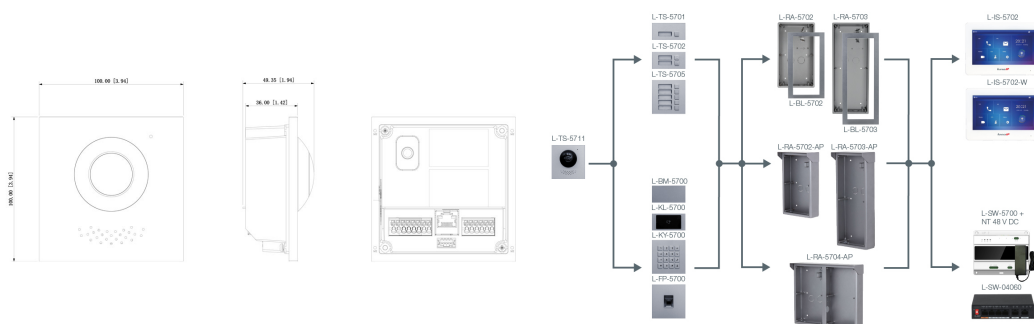 100.00 [3.94]
100.00 [3.94]
49.35 [1.94]
36.00 [1.42]
L-TS-5711
L-TS-5701
L-TS-5702
L-TS-5705
L-BM-5700
L-KL-5700
L-KY-5700
L-FP-5700
L-RA-5702
L-RA-5703
L-BL-5702
L-BL-5703
L-RA-5702-AP
L-RA-5703-AP
L-RA-5704-AP
L-IS-5702
L-IS-5702-W
L-SW-5700 +
NT 48 V DC
L-SW-04060